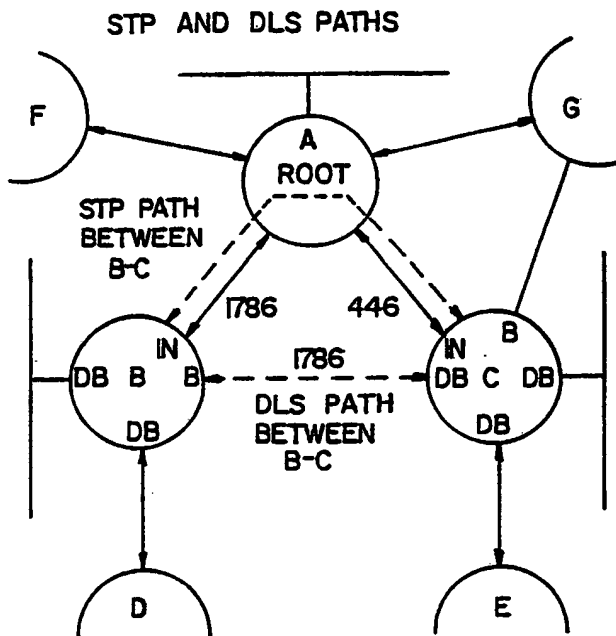 STP AND DLS PATHS
F
G
A
ROOT
STP PATH
BETWEEN
B-C
1786
446
IN
DB
B
B
DB
1786
DLS PATH
BETWEEN
B-C
B
IN
DB
C
DB
DB
D
E